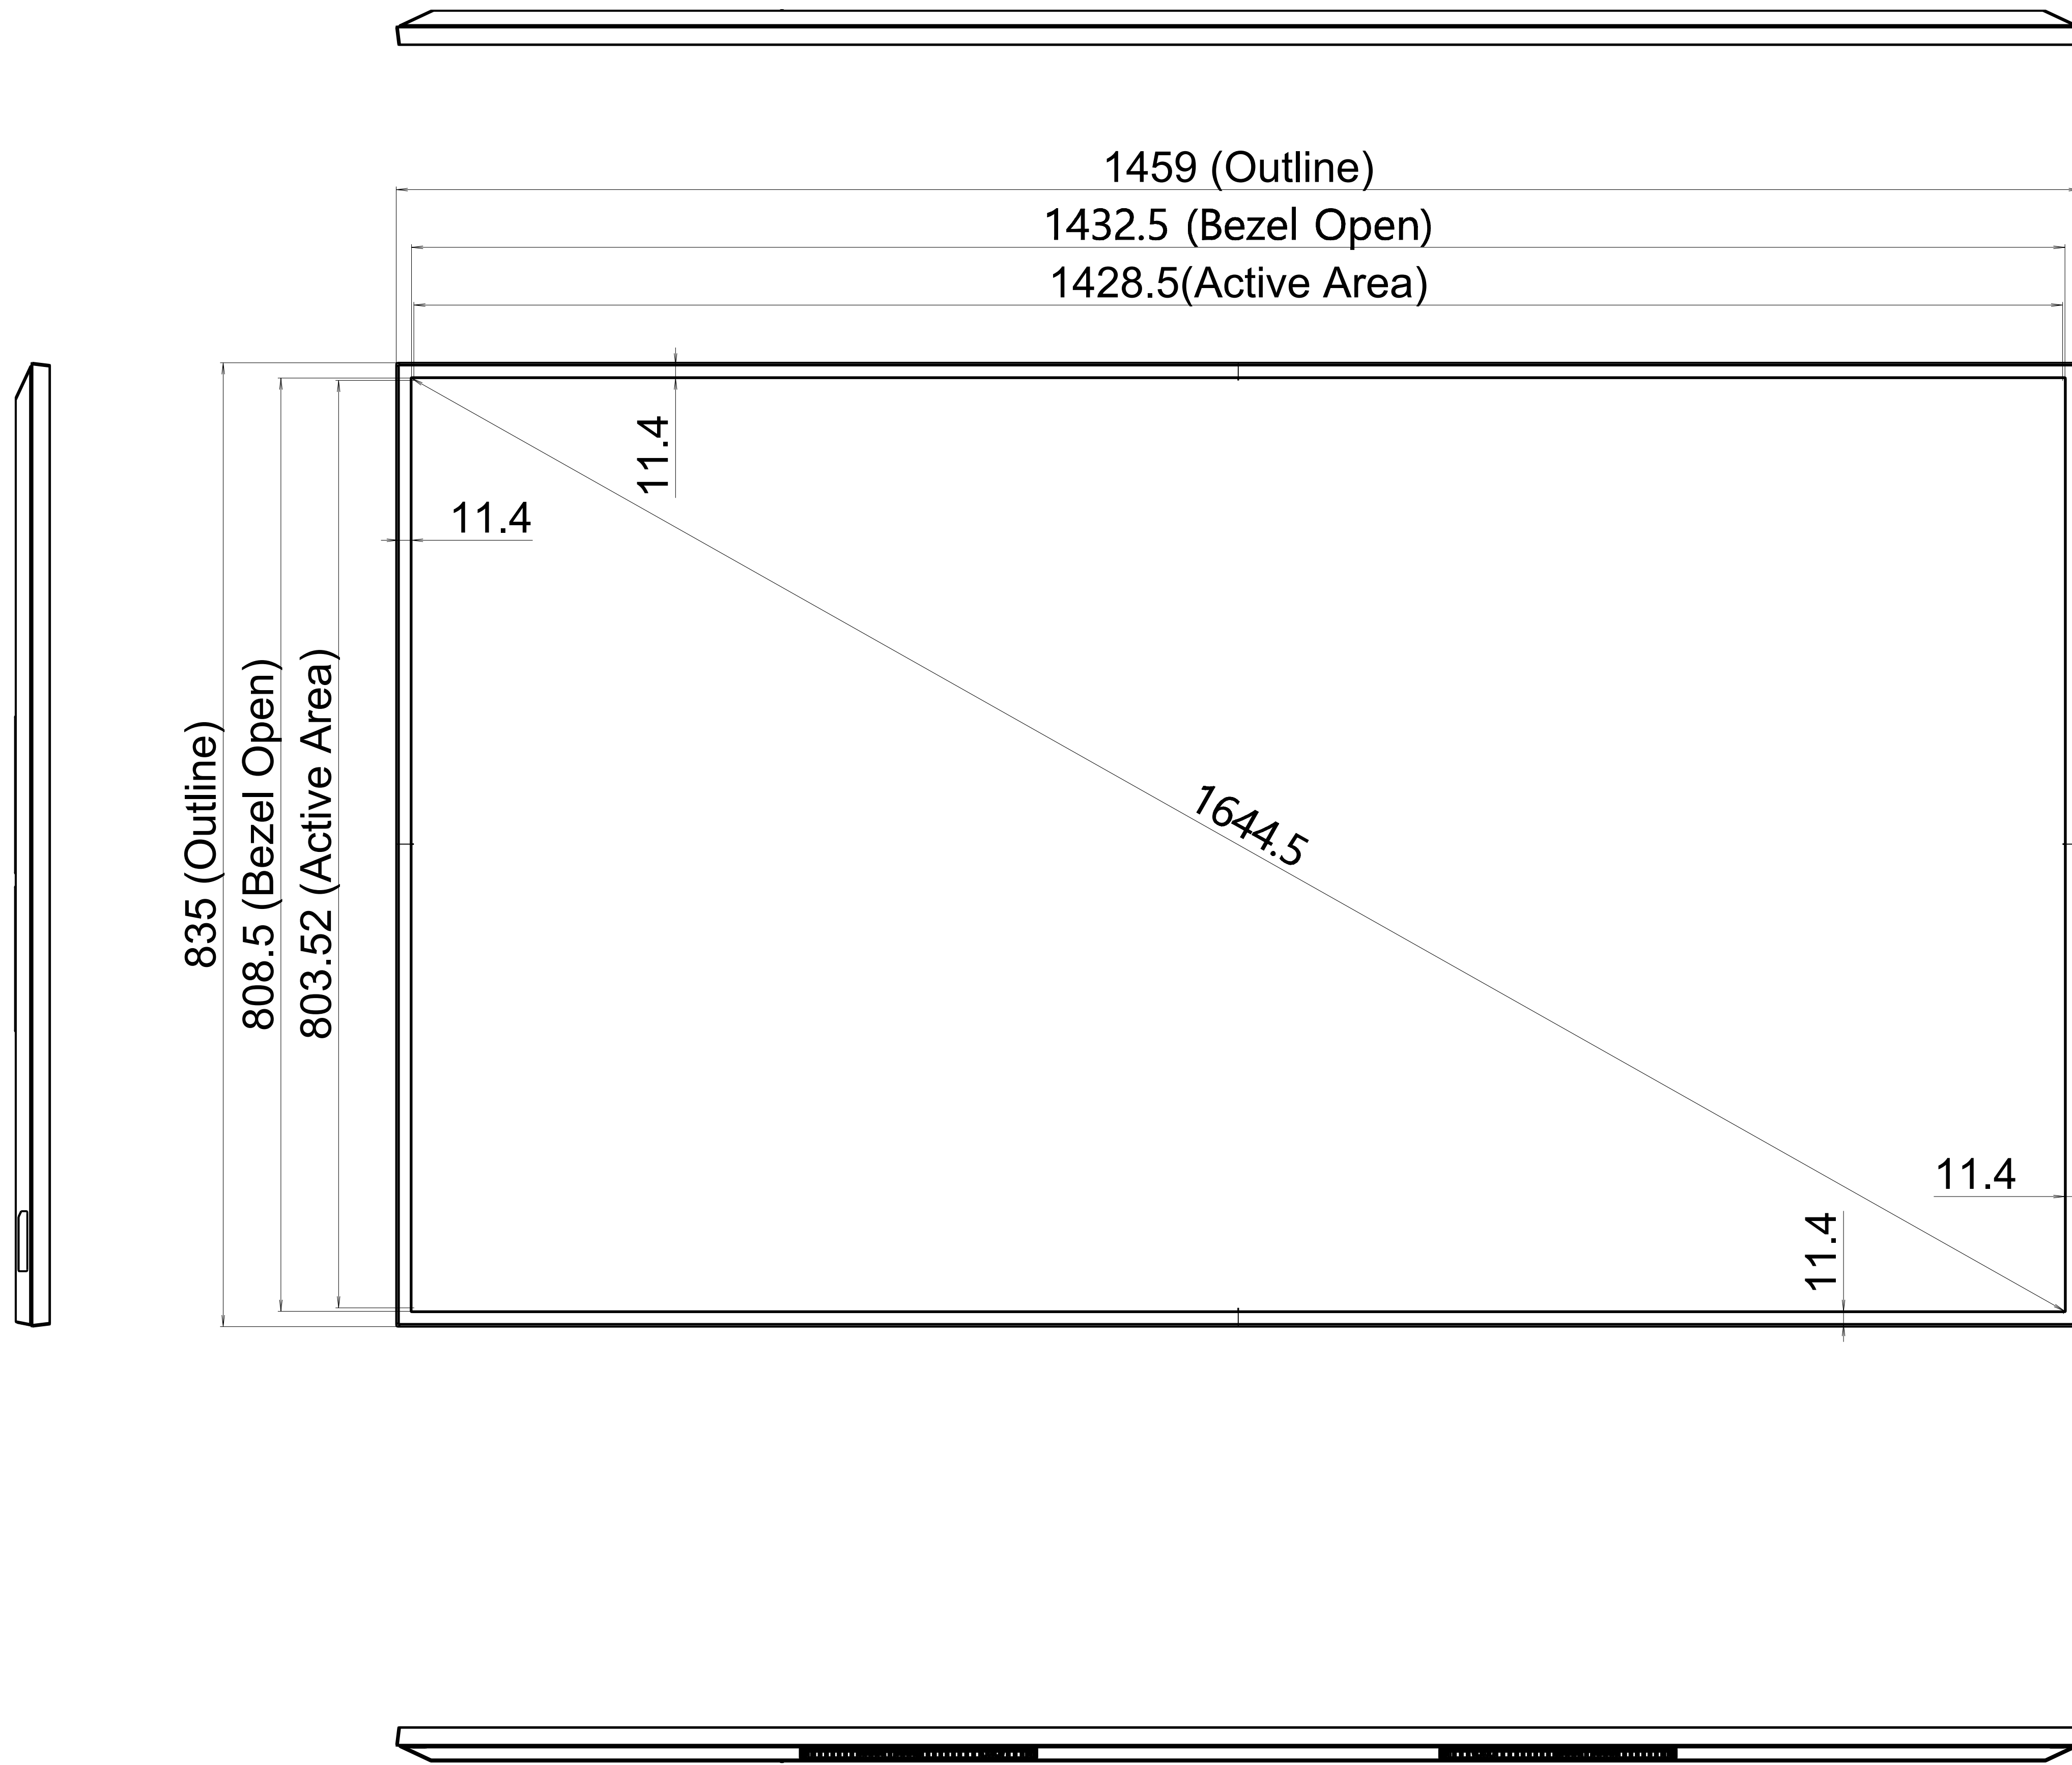 1459 (Outline)
1432.5 (Bezel Open)
1428.5(Active Area)
11.4
11.4
835 (Outline)
808.5 (Bezel Open)
803.52 (Active Area)
1644.5
11.4
11.4